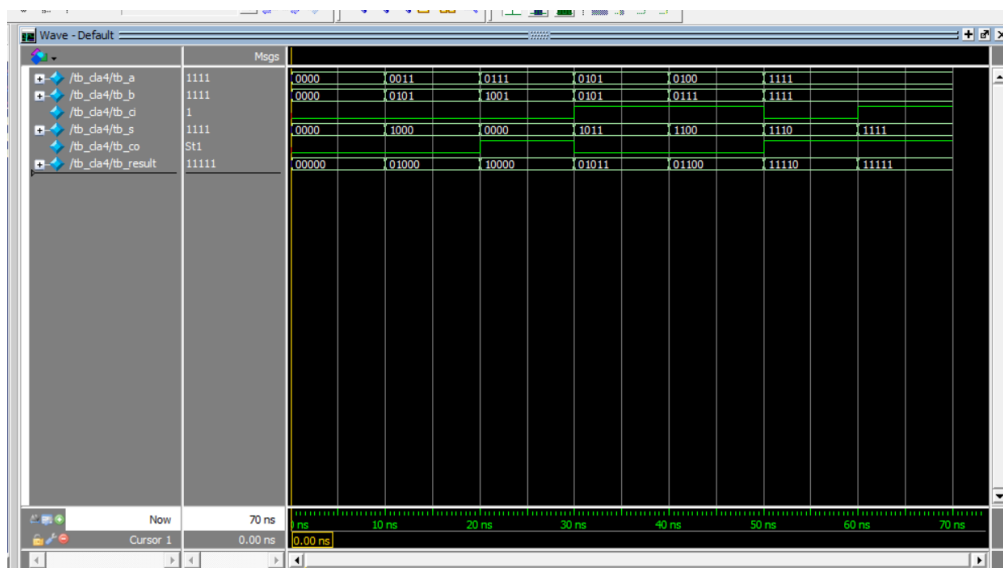 Wave - Default
Msgs
/tb_cla4/tb_a 1111 0000 0011 0111 0101 0100 1111
/tb_cla4/tb_b 1111 0000 0101 1001 0101 0111 1111
/tb_cla4/tb_ci 1
/tb_cla4/tb_s 1111 0000 1000 0000 1011 1100 1110 1111
/tb_cla4/tb_co St1
/tb_cla4/tb_result 11111 00000 01000 10000 01011 01100 11110 11111
Now 70 ns ns 10 ns 20 ns 30 ns 40 ns 50 ns 60 ns 70 ns
Cursor 1 0.00 ns 0.00 ns